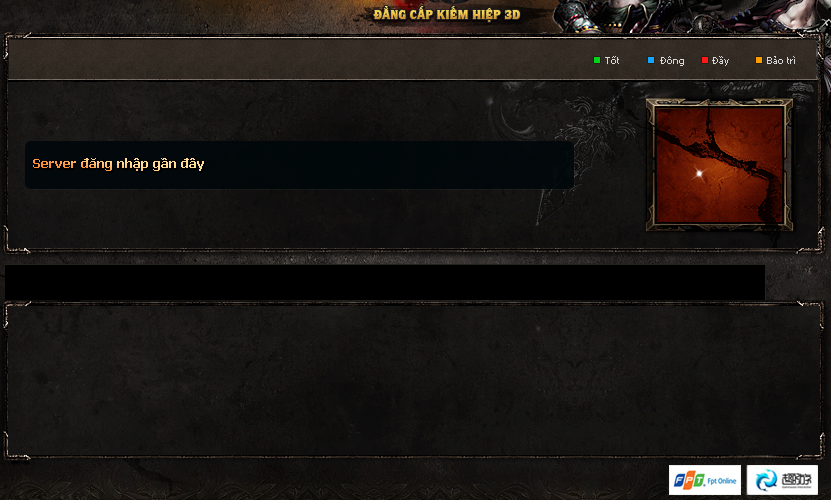 ĐẲNG CẤP KIẾM HIỆP 3D
Tốt
Đông
Đầy
Bảo trì
Server đăng nhập gần đây
FPT. Fpt Online